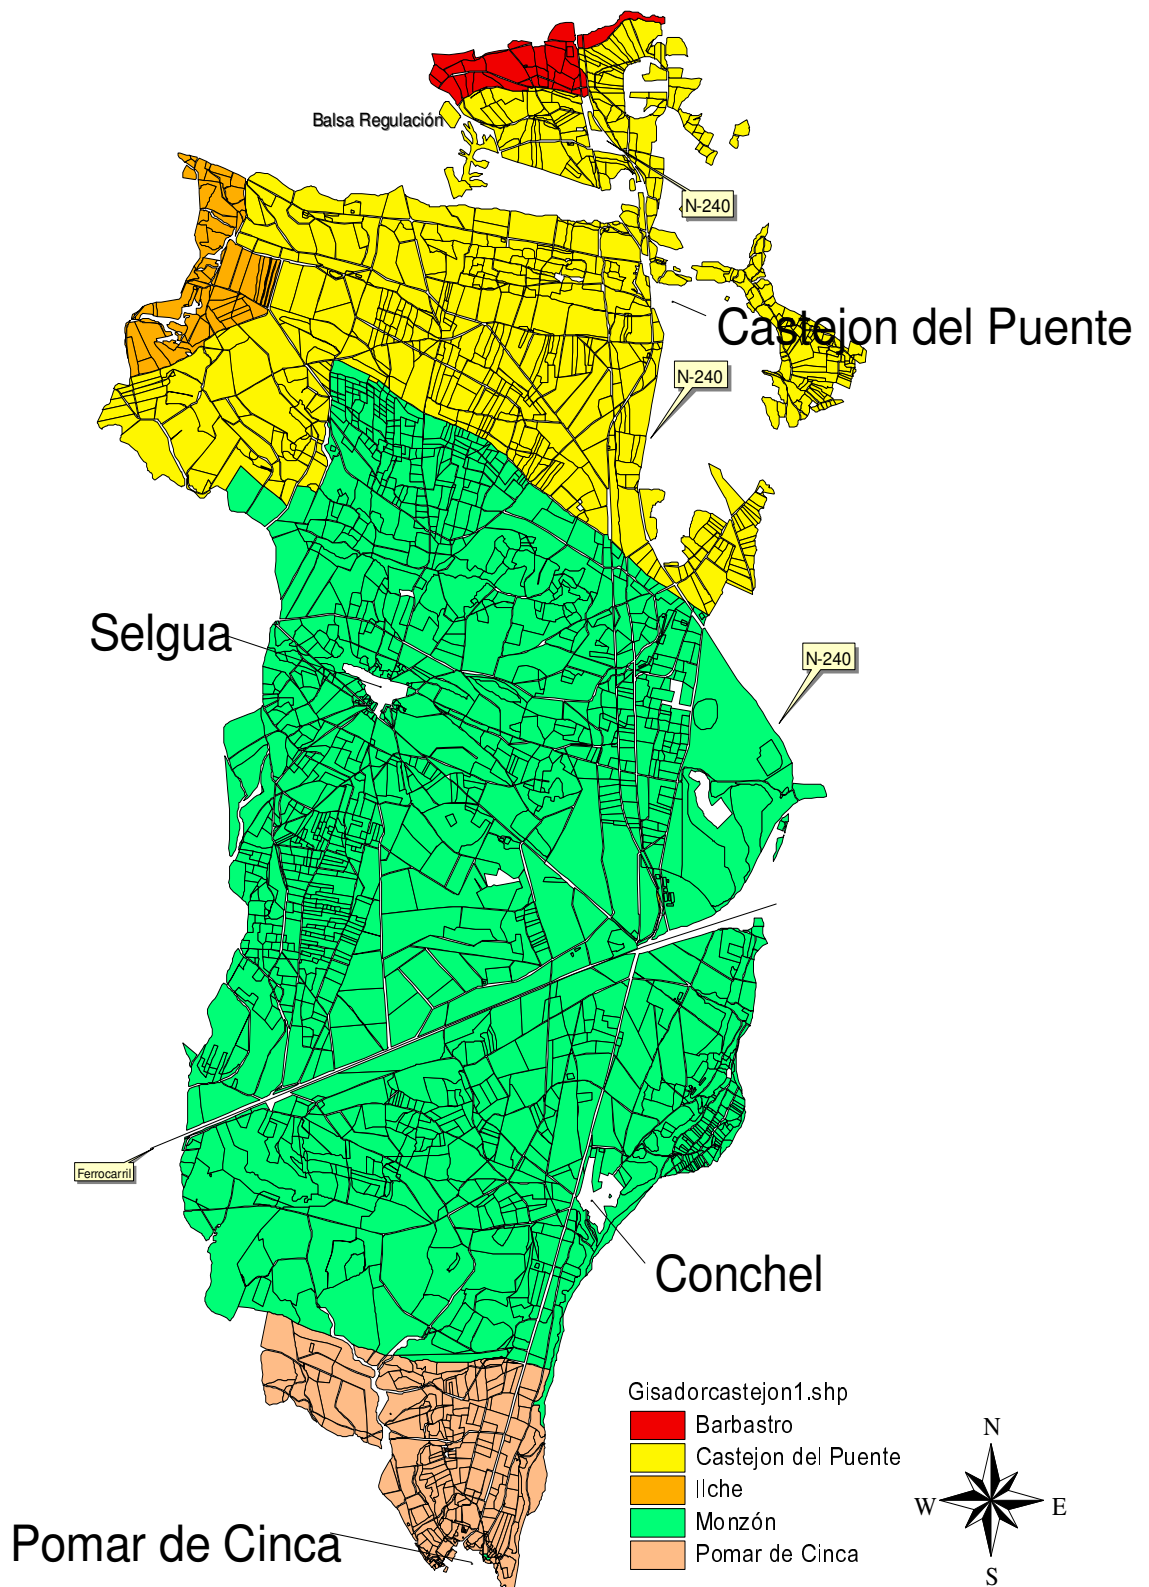 Balsa Regulación
N-240
Castejon del Puente
N-240
Selgua
N-240
Ferrocarril
Conchel
Gisadorcastejon1.shp
Barbastro
Castejon del Puente
Ilche
Monzón
Pomar de Cinca
N
W
E
S
Pomar de Cinca